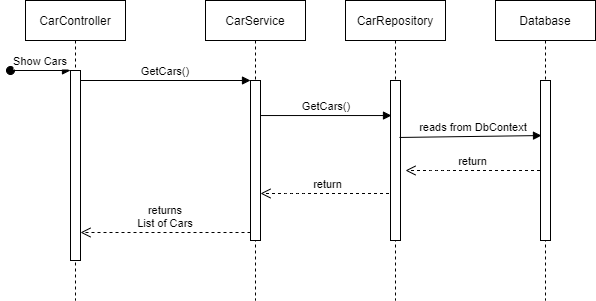 CarController
CarService
CarRepository
Database
Show Cars
GetCars()
GetCars()
reads from DbContext
return
return
returns
List of Cars